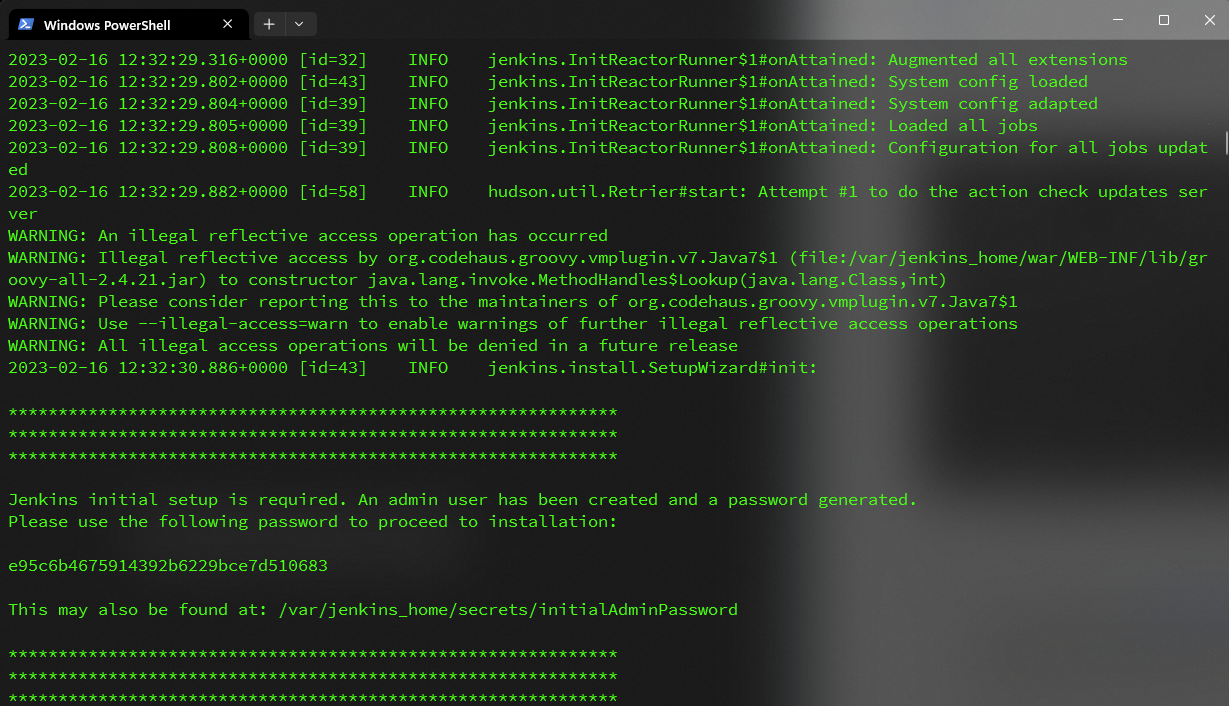 Windows PowerShell
2023-02-16 12:32:29.316+0000 [id=32]    INFO    jenkins.InitReactorRunner$1#onAttained: Augmented all extensions
2023-02-16 12:32:29.802+0000 [id=43]    INFO    jenkins.InitReactorRunner$1#onAttained: System config loaded
2023-02-16 12:32:29.804+0000 [id=39]    INFO    jenkins.InitReactorRunner$1#onAttained: System config adapted
2023-02-16 12:32:29.805+0000 [id=39]    INFO    jenkins.InitReactorRunner$1#onAttained: Loaded all jobs
2023-02-16 12:32:29.808+0000 [id=39]    INFO    jenkins.InitReactorRunner$1#onAttained: Configuration for all jobs updat
ed
2023-02-16 12:32:29.882+0000 [id=58]    INFO    hudson.util.Retrier#start: Attempt #1 to do the action check updates ser
ver
WARNING: An illegal reflective access operation has occurred
WARNING: Illegal reflective access by org.codehaus.groovy.vmplugin.v7.Java7$1 (file:/var/jenkins_home/war/WEB-INF/lib/gr
oovy-all-2.4.21.jar) to constructor java.lang.invoke.MethodHandles$Lookup(java.lang.Class,int)
WARNING: Please consider reporting this to the maintainers of org.codehaus.groovy.vmplugin.v7.Java7$1
WARNING: Use --illegal-access=warn to enable warnings of further illegal reflective access operations
WARNING: All illegal access operations will be denied in a future release
2023-02-16 12:32:30.886+0000 [id=43]    INFO    jenkins.install.SetupWizard#init:
*************************************************************
*************************************************************
*************************************************************
Jenkins initial setup is required. An admin user has been created and a password generated.
Please use the following password to proceed to installation:
e95c6b4675914392b6229bce7d510683
This may also be found at: /var/jenkins_home/secrets/initialAdminPassword
*************************************************************
*************************************************************
*************************************************************